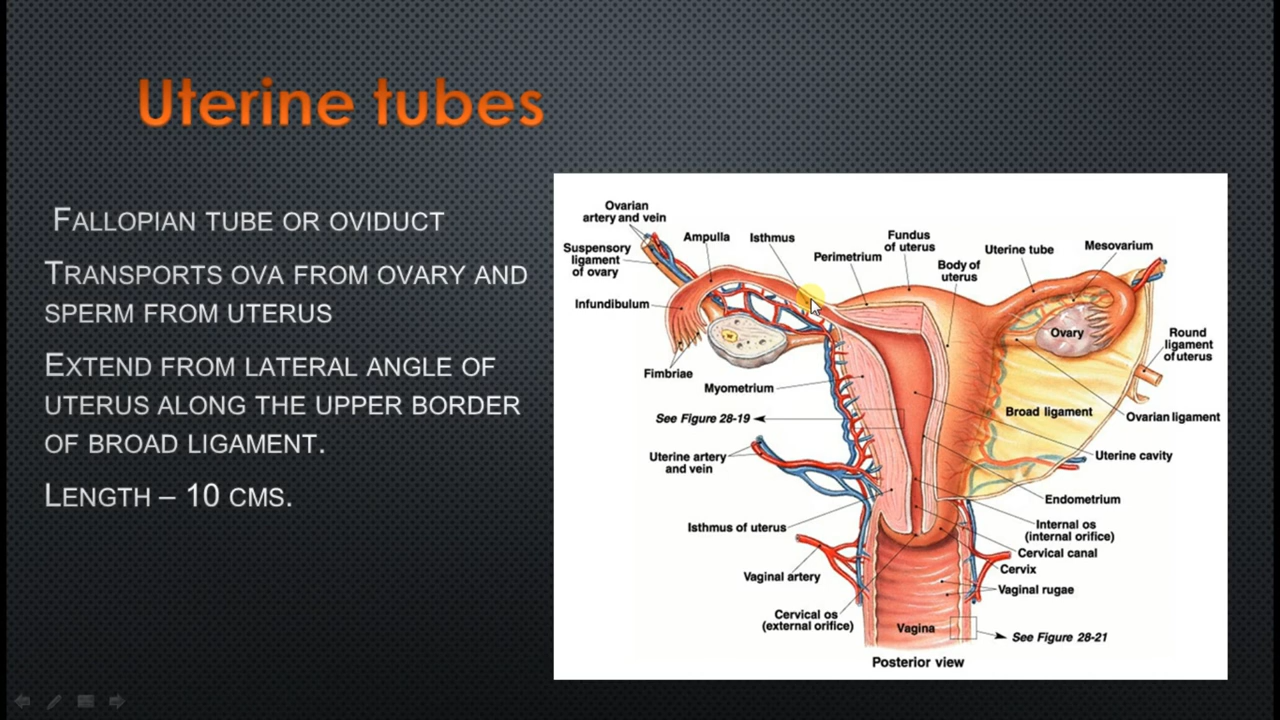 Uterine tubes
FALLOPIAN TUBE OR OVIDUCT
TRANSPORTS OVA FROM OVARY AND
SPERM FROM UTERUS
EXTEND FROM LATERAL ANGLE OF
UTERUS ALONG THE UPPER BORDER
OF BROAD LIGAMENT.
LENGTH – 10 CMS.
Ovarian
artery and vein
Suspensory
ligament
of ovary
Infundibulum
Fimbriae
Ampulla
Isthmus
Perimetrium
Fundus
of uterus
Body of
uterus
Uterine tube
Mesovarium
Ovary
Round
ligament
of uterus
Myometrium
See Figure 28-19
Broad ligament
Ovarian ligament
Uterine artery
and vein
Uterine cavity
Endometrium
Isthmus of uterus
Internal os
(internal orifice)
Cervical canal
Cervix
Vaginal artery
Vaginal rugae
Cervical os
(external orifice)
Vagina
See Figure 28-21
Posterior view